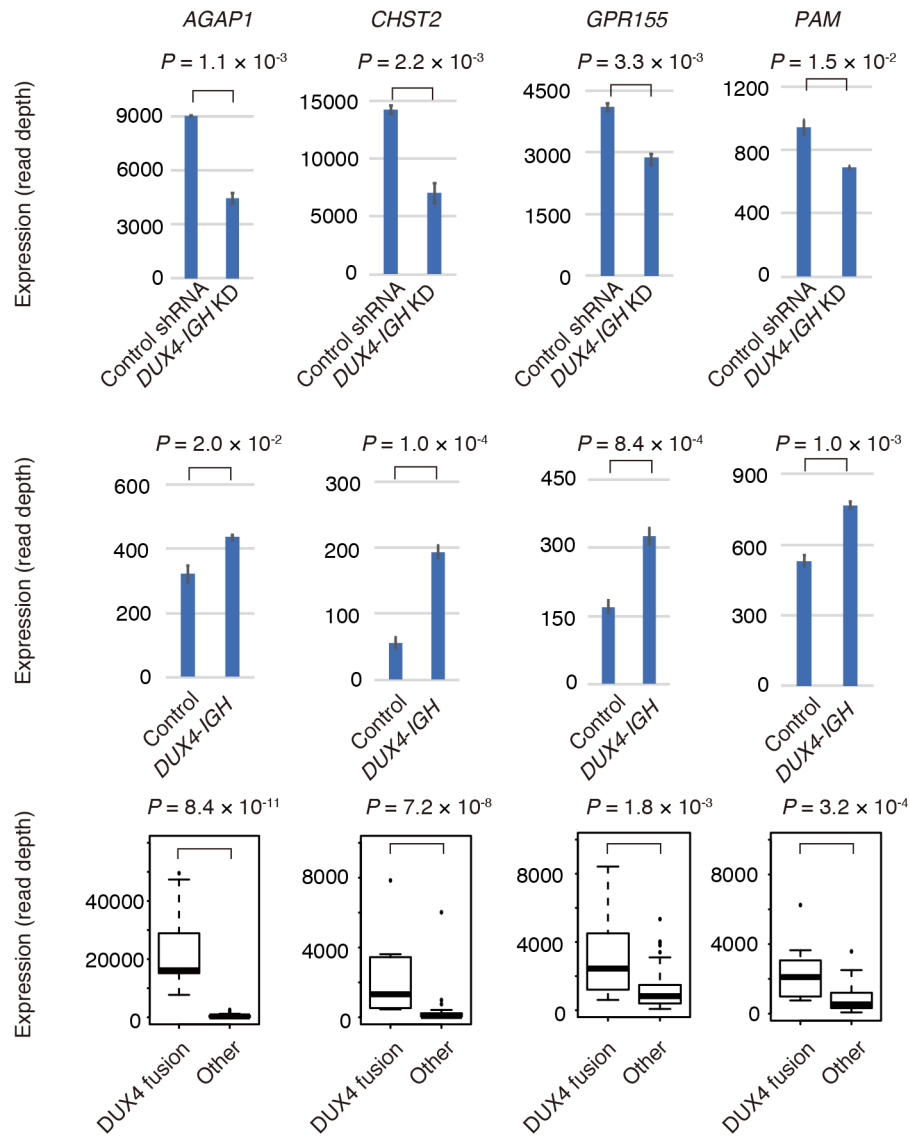 AGAP1 CHST2 GPR155 PAM
P = 1.1 × 10-3 P = 2.2 × 10-3 P = 3.3 × 10-3 P = 1.5 × 10-2
Expression (read depth)
9000
6000
3000
0
Control shRNA
DUX4-IGH KD
15000
10000
5000
0
Control shRNA
DUX4-IGH KD
4500
3000
1500
0
Control shRNA
DUX4-IGH KD
1200
800
400
0
Control shRNA
DUX4-IGH KD
P = 2.0 × 10-2 P = 1.0 × 10-4 P = 8.4 × 10-4 P = 1.0 × 10-3
Expression (read depth)
600
400
200
0
Control
DUX4-IGH
300
200
100
0
Control
DUX4-IGH
450
300
150
0
Control
DUX4-IGH
900
600
300
0
Control
DUX4-IGH
P = 8.4 × 10-11 P = 7.2 × 10-8 P = 1.8 × 10-3 P = 3.2 × 10-4
Expression (read depth)
40000
20000
0
DUX4 fusion
Other
8000
4000
0
DUX4 fusion
Other
8000
4000
0
DUX4 fusion
Other
8000
4000
0
DUX4 fusion
Other